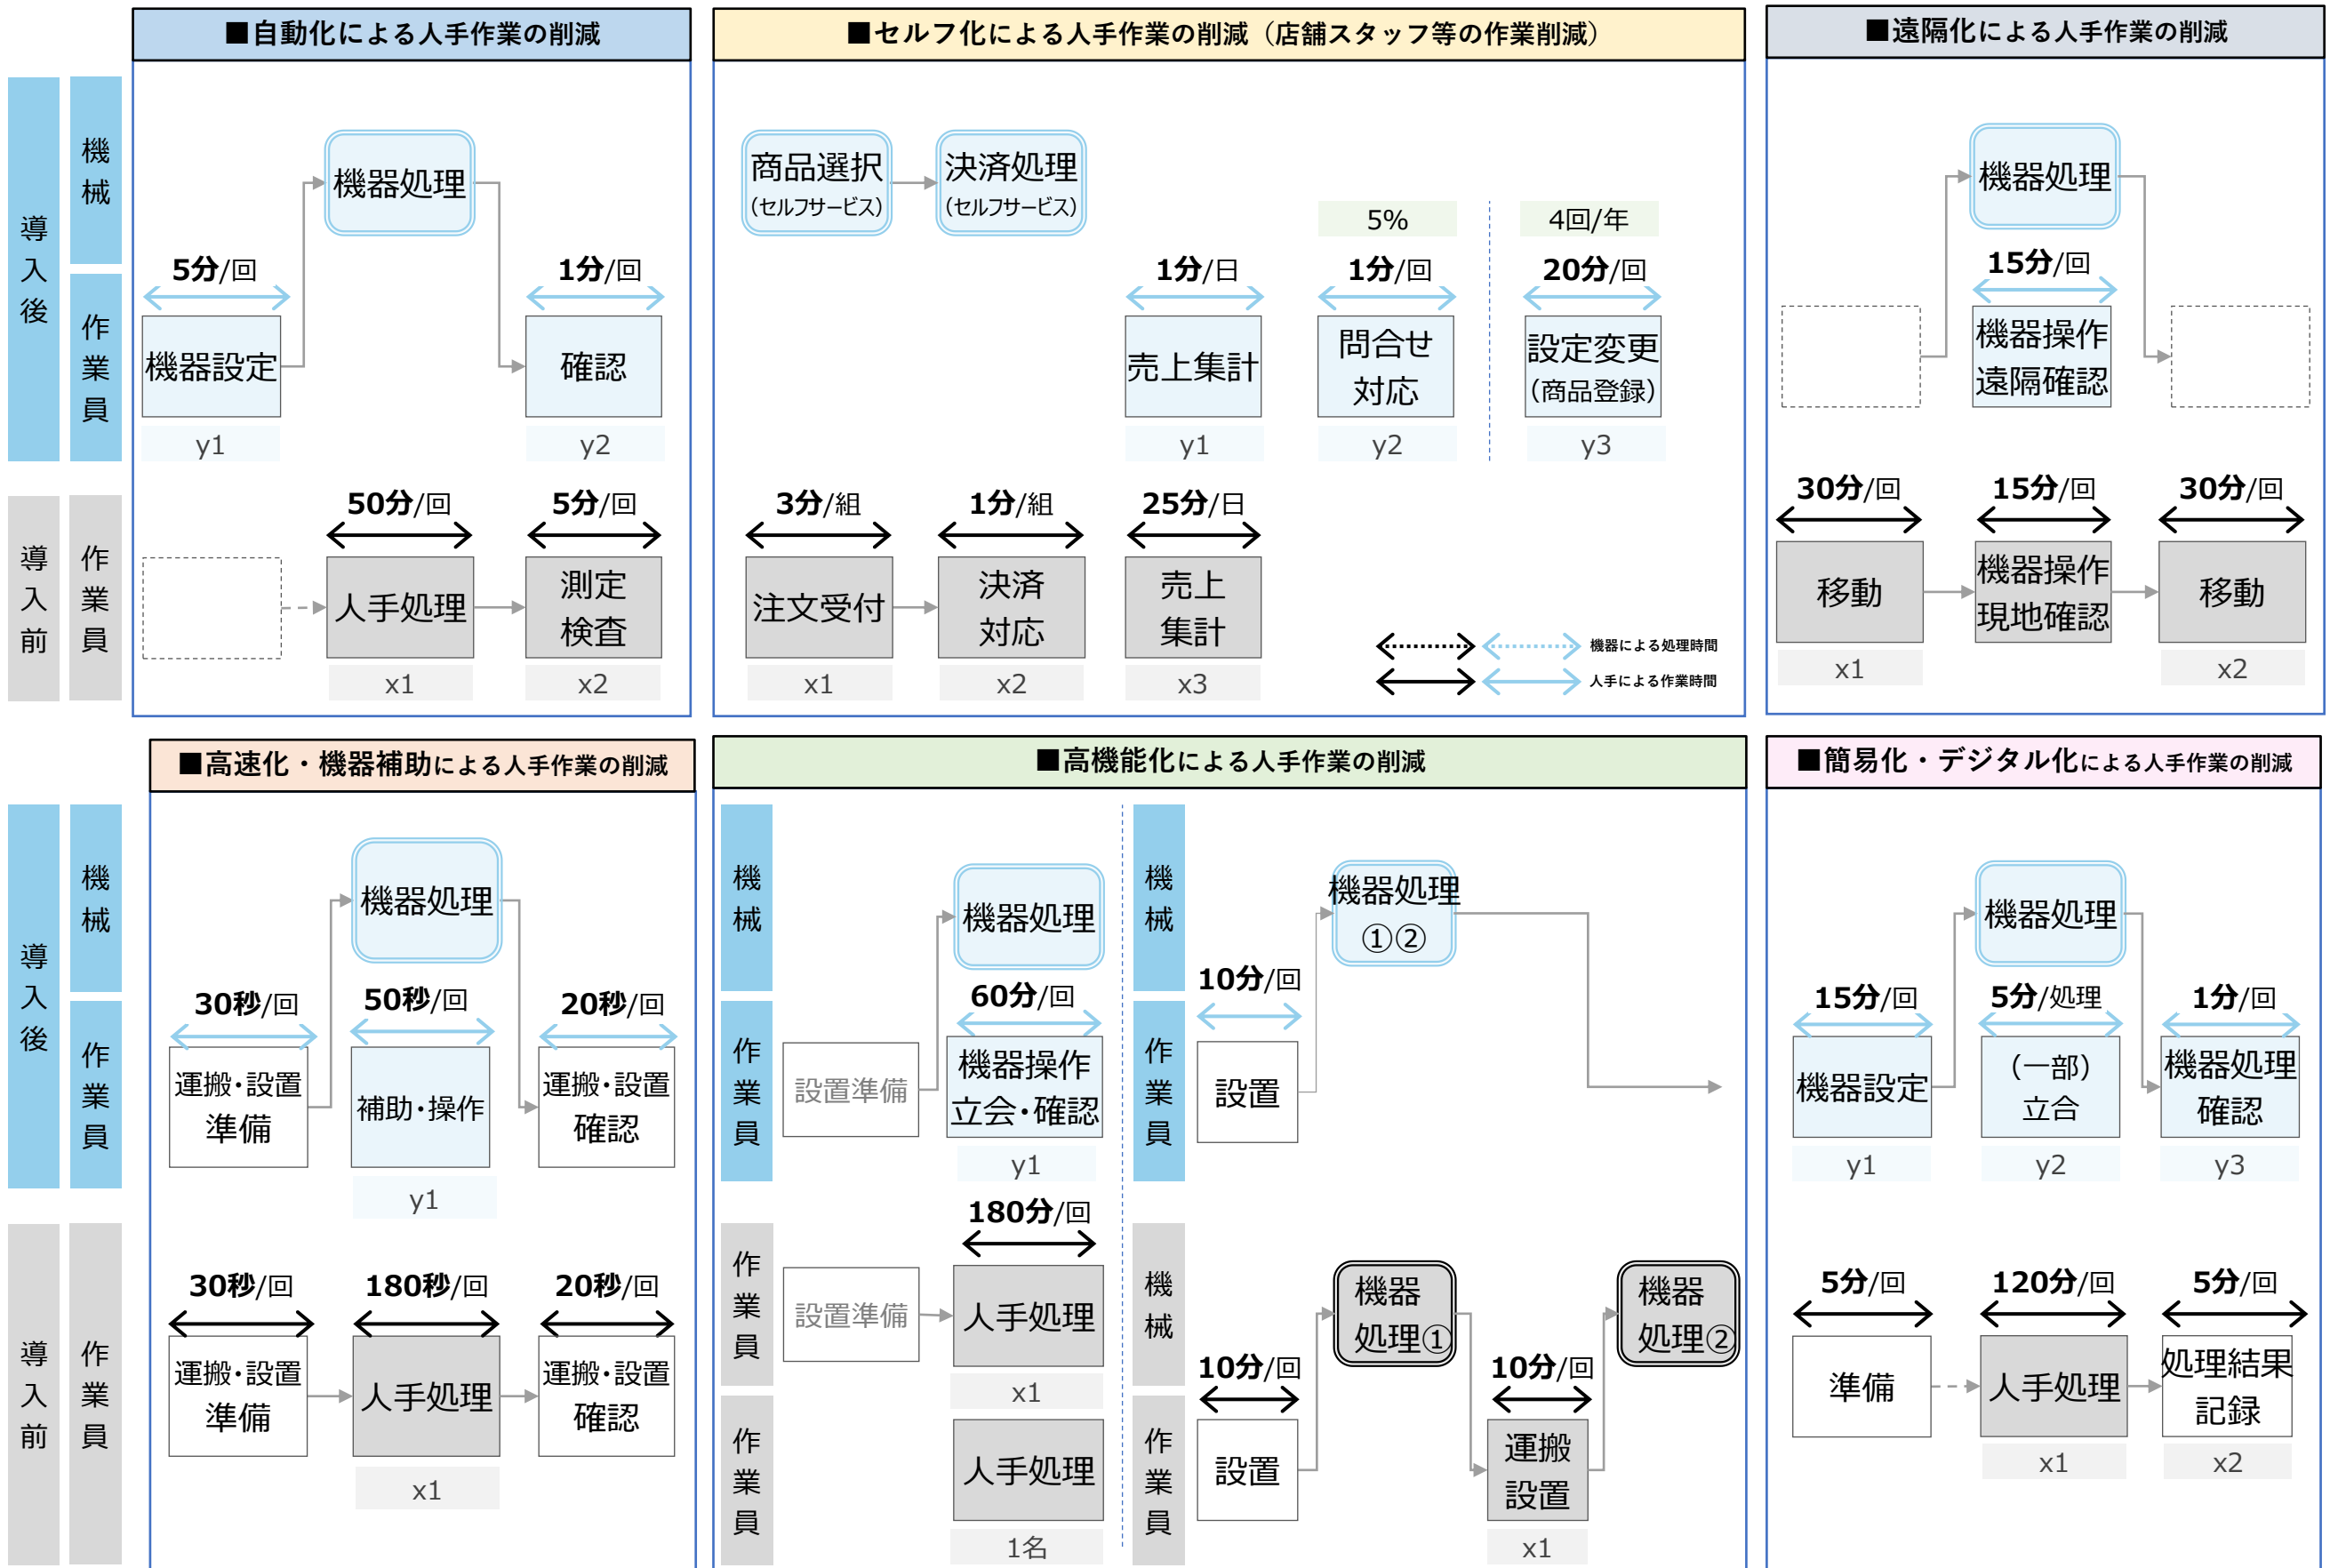 ■自動化による人手作業の削減
導入後
機械
作業員
機器処理
5分/回
1分/回
機器設定
確認
y1
y2
導入前
作業員
50分/回
5分/回
人手処理
測定
検査
x1
x2
■セルフ化による人手作業の削減（店舗スタッフ等の作業削減）
商品選択
（セルフサービス）
決済処理
（セルフサービス）
5%
4回/年
1分/日
1分/回
20分/回
売上集計
問合せ
対応
設定変更
（商品登録）
y1
y2
y3
3分/組
1分/組
25分/日
注文受付
決済
対応
売上
集計
x1
x2
x3
機器による処理時間
人手による作業時間
■遠隔化による人手作業の削減
機器処理
15分/回
機器操作
遠隔確認
30分/回
15分/回
30分/回
移動
機器操作
現地確認
移動
x1
x2
■高速化・機器補助による人手作業の削減
導入後
機械
作業員
機器処理
30秒/回
50秒/回
20秒/回
運搬・設置
準備
補助・操作
運搬・設置
確認
y1
導入前
作業員
30秒/回
180秒/回
20秒/回
運搬・設置
準備
人手処理
運搬・設置
確認
x1
■高機能化による人手作業の削減
機械
作業員
機器処理
60分/回
設置準備
機器操作
立会・確認
y1
作業員
180分/回
設置準備
人手処理
x1
作業員
人手処理
1名
機械
作業員
機器処理
①②
10分/回
設置
機械
作業員
機器
処理①
機器
処理②
10分/回
10分/回
設置
運搬
設置
x1
■簡易化・デジタル化による人手作業の削減
機器処理
15分/回
5分/処理
1分/回
機器設定
（一部）
立合
機器処理
確認
y1
y2
y3
5分/回
120分/回
5分/回
準備
人手処理
処理結果
記録
x1
x2